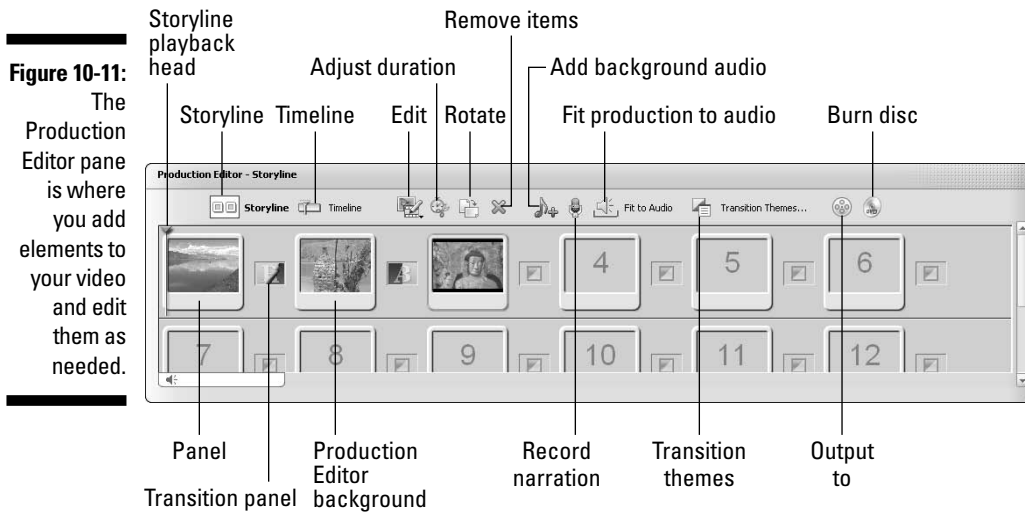 Figure 10-11:
The
Production
Editor pane
is where
you add
elements to
your video
and edit
them as
needed.
Storyline
playback
head
Remove items
Adjust duration
Add background audio
Storyline
Timeline
Edit
Rotate
Fit production to audio
Burn disc
Production Editor - Storyline
Storyline
Timeline
Fit to Audio
Transition Themes...
4
5
6
7
8
9
10
11
12
Panel
Transition panel
Production
Editor
background
Record
narration
Transition
themes
Output
to